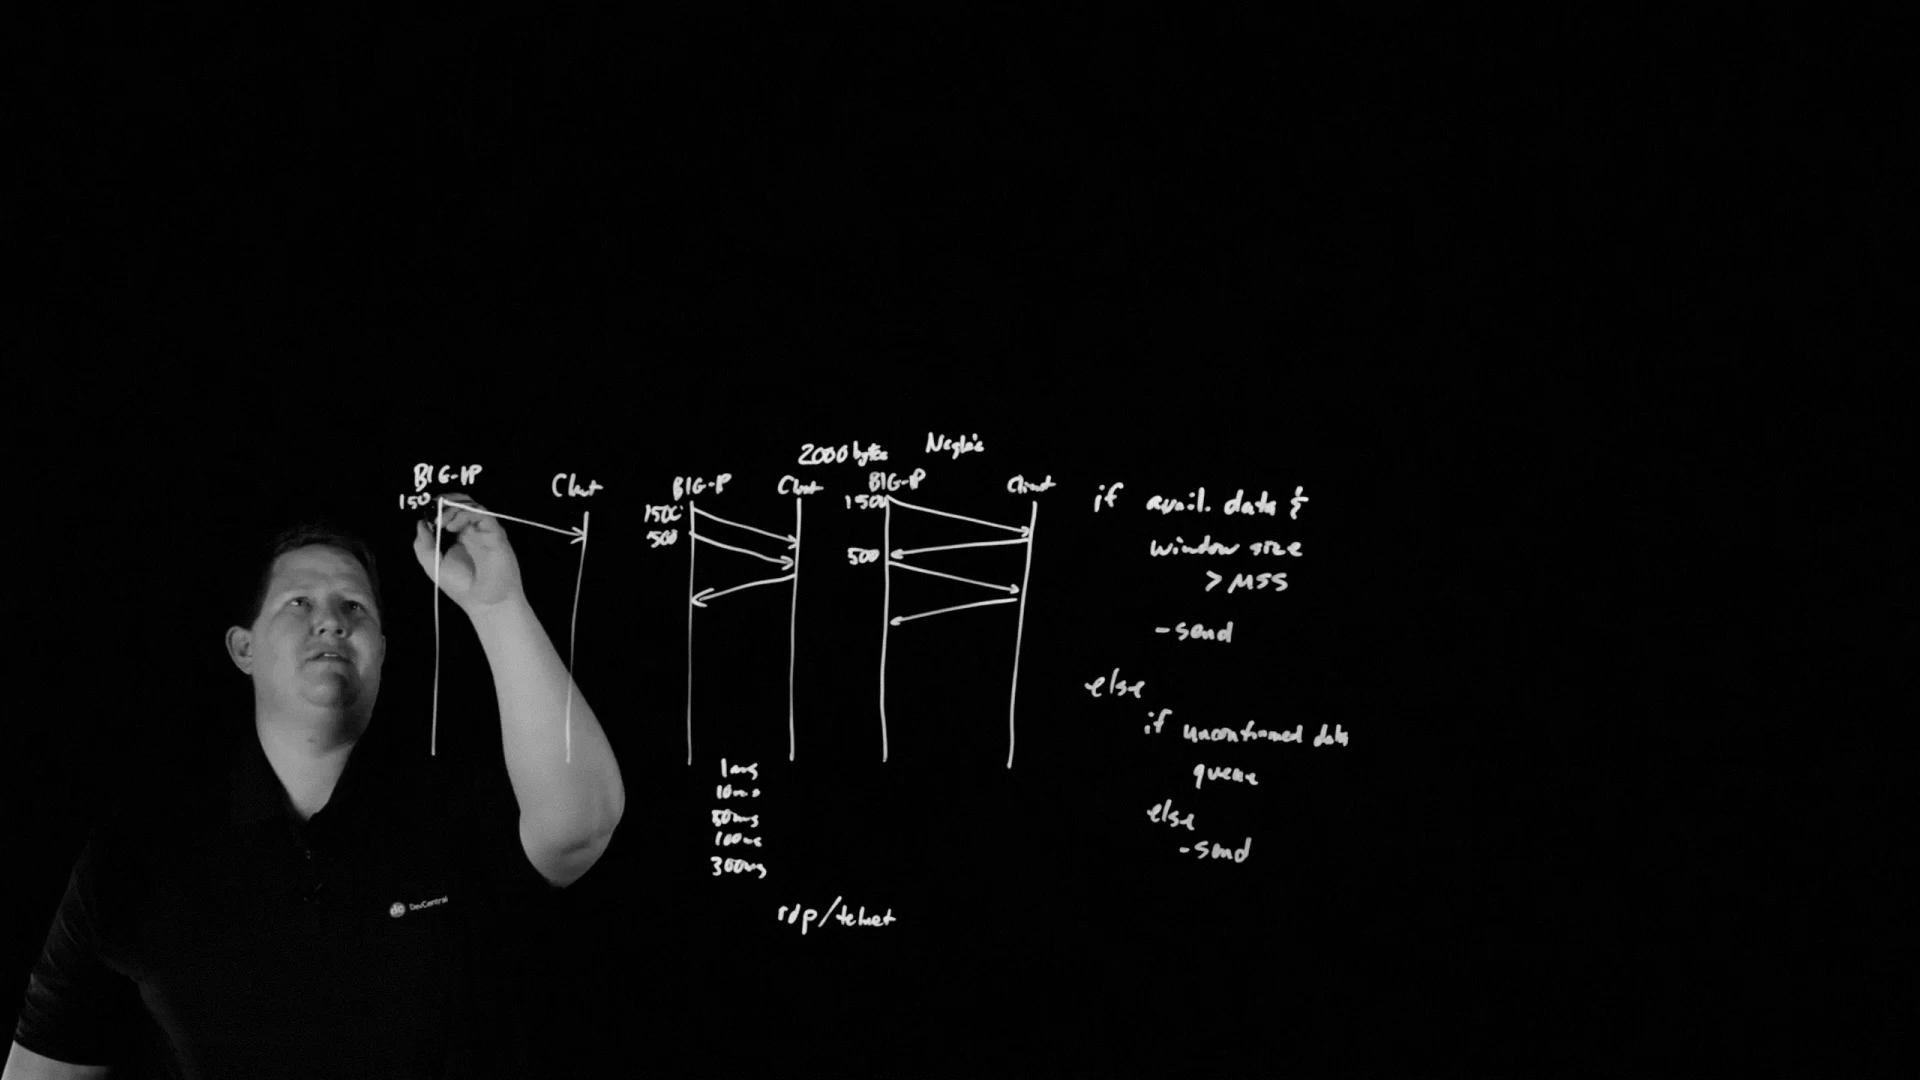 2000 bytes Nagle's
BIG-IP Client BIG-IP Client BIG-IP Client
150
1500
500
1500
500
if avail. data &
window size
> MSS
- send
else
if unconfirmed data
queue
else
- send
1ms
10ms
50ms
100ms
300ms
rdp/telnet
dc DevCentral